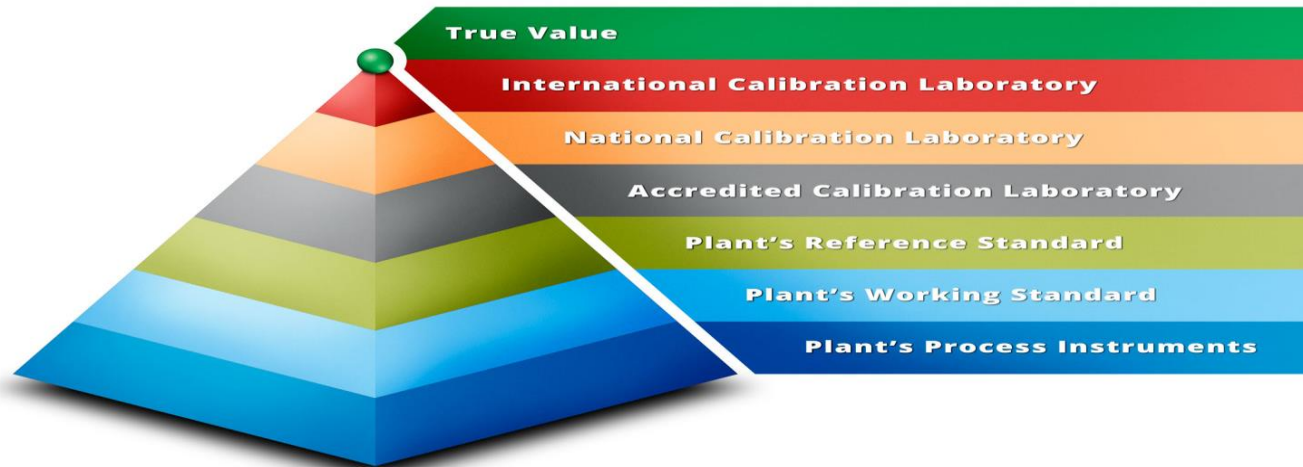 True Value
International Calibration Laboratory
National Calibration Laboratory
Accredited Calibration Laboratory
Plant's Reference Standard
Plant's Working Standard
Plant's Process Instruments